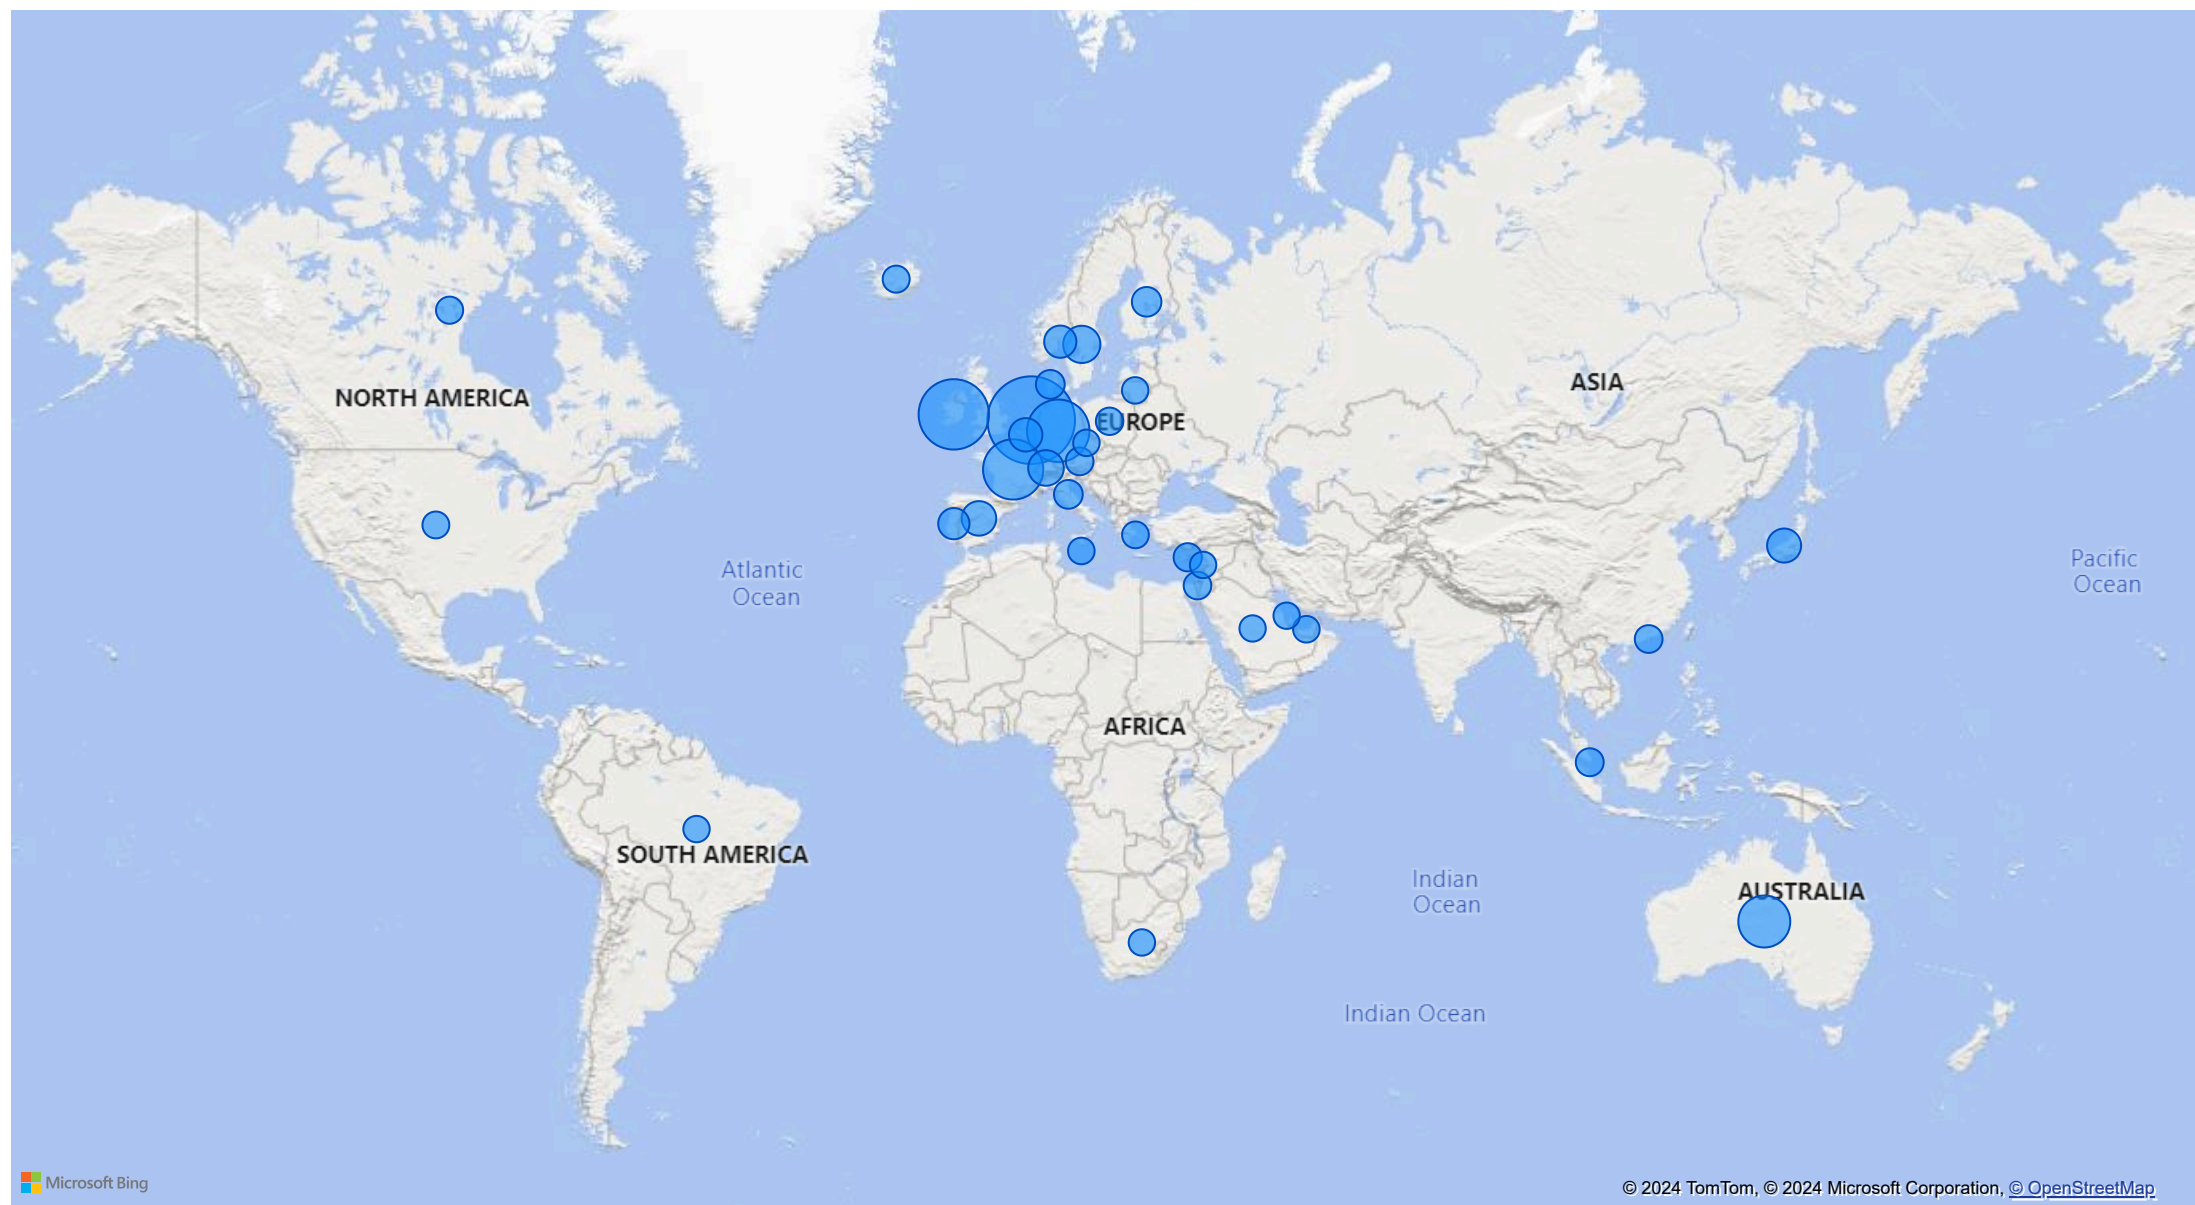 NORTH AMERICA
ASIA
EUROPE
Atlantic
Ocean
Pacific
Ocean
AFRICA
SOUTH AMERICA
Indian
Ocean
AUSTRALIA
Indian Ocean
Microsoft Bing
© 2024 TomTom, © 2024 Microsoft Corporation, © OpenStreetMap